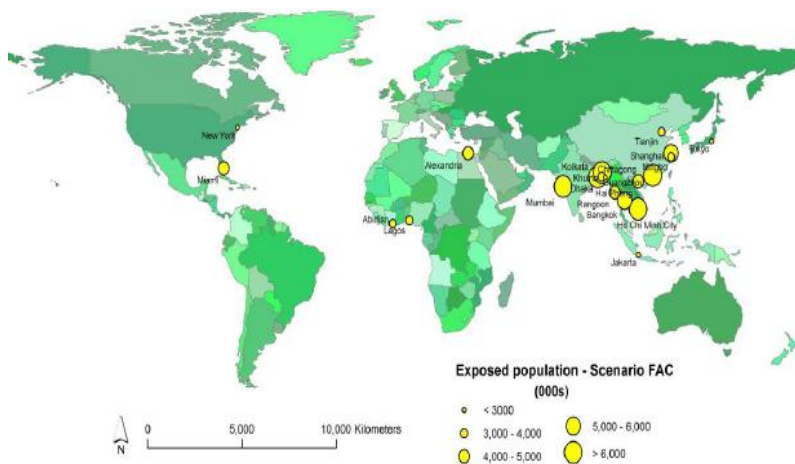 New York
Miami
Alexandria
Abidjan
Lagos
Mumbai
Kolkata
Khulna
Dhaka
Chittagong
Rangoon
Bangkok
Ho Chi Minh City
Jakarta
Tianjin
Shanghai
Ningbo
Guangzhou
Tokyo
Exposed population - Scenario FAC
(000s)
< 3000
3,000 - 4,000
4,000 - 5,000
5,000 - 6,000
> 6,000
N
0 5,000 10,000 Kilometers